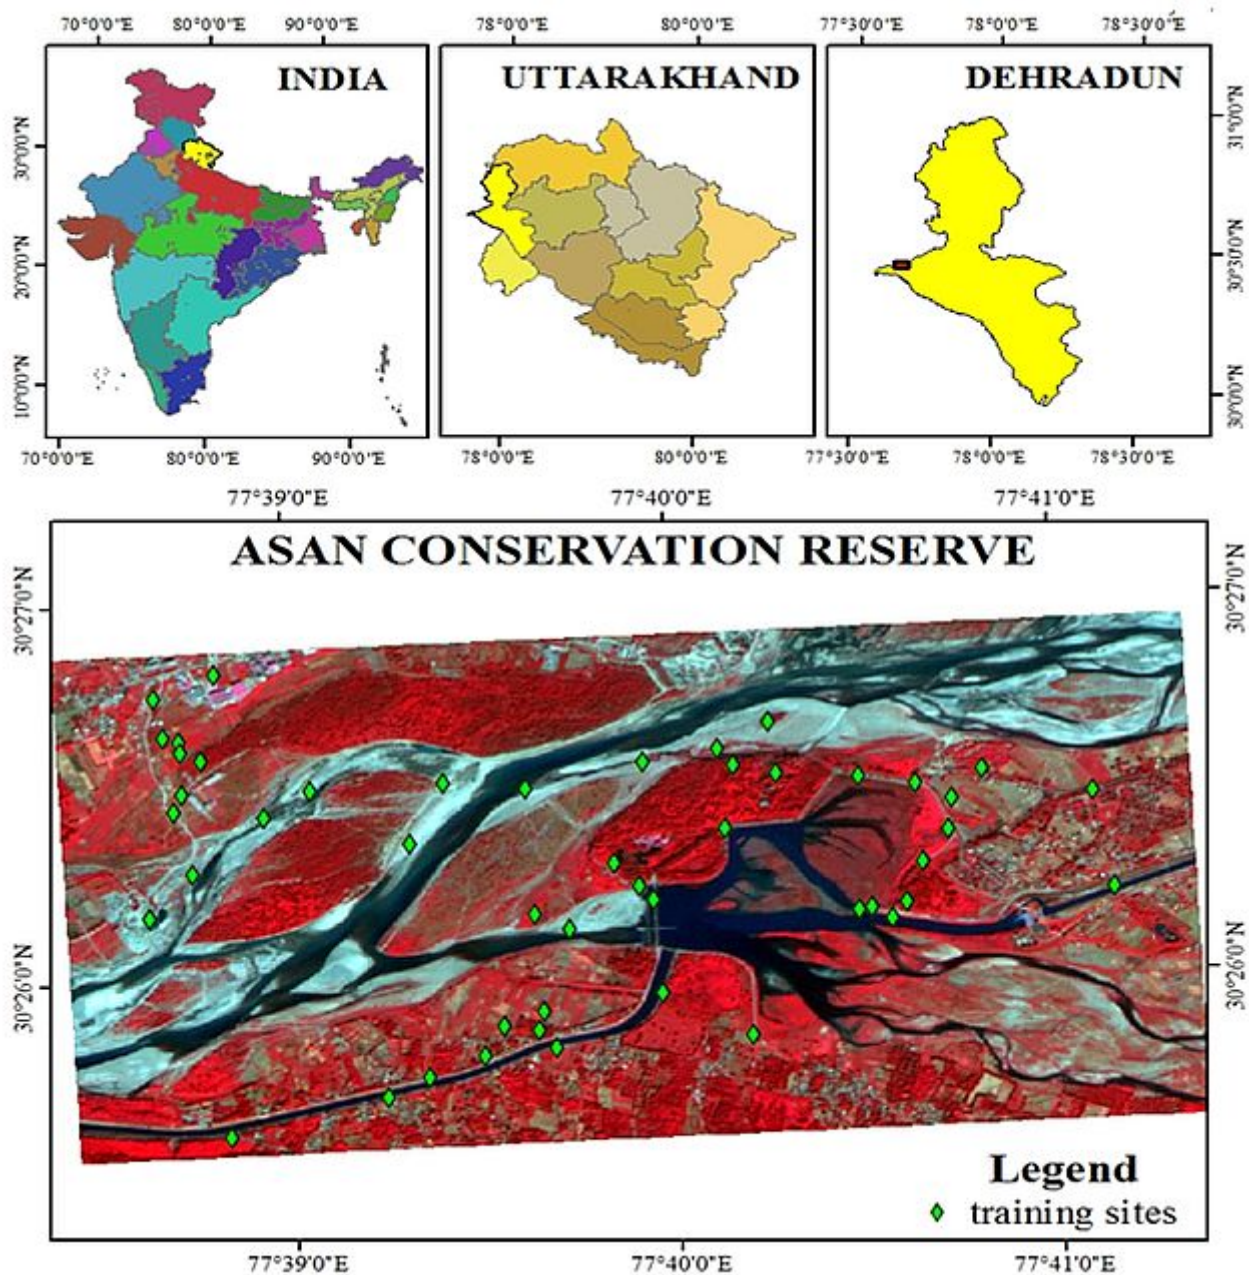 70°0'0"E 80°0'0"E 90°0'0"E
78°0'0"E 80°0'0"E
77°30'0"E 78°0'0"E 78°30'0"E
INDIA
UTTARAKHAND
DEHRADUN
30°0'0"N
20°0'0"N
10°0'0"N
31°0'0"N
30°30'0"N
30°0'0"N
70°0'0"E 80°0'0"E 90°0'0"E
78°0'0"E 80°0'0"E
77°30'0"E 78°0'0"E 78°30'0"E
77°39'0"E 77°40'0"E 77°41'0"E
ASAN CONSERVATION RESERVE
30°27'0"N
30°27'0"N
30°26'0"N
30°26'0"N
Legend
training sites
77°39'0"E 77°40'0"E 77°41'0"E